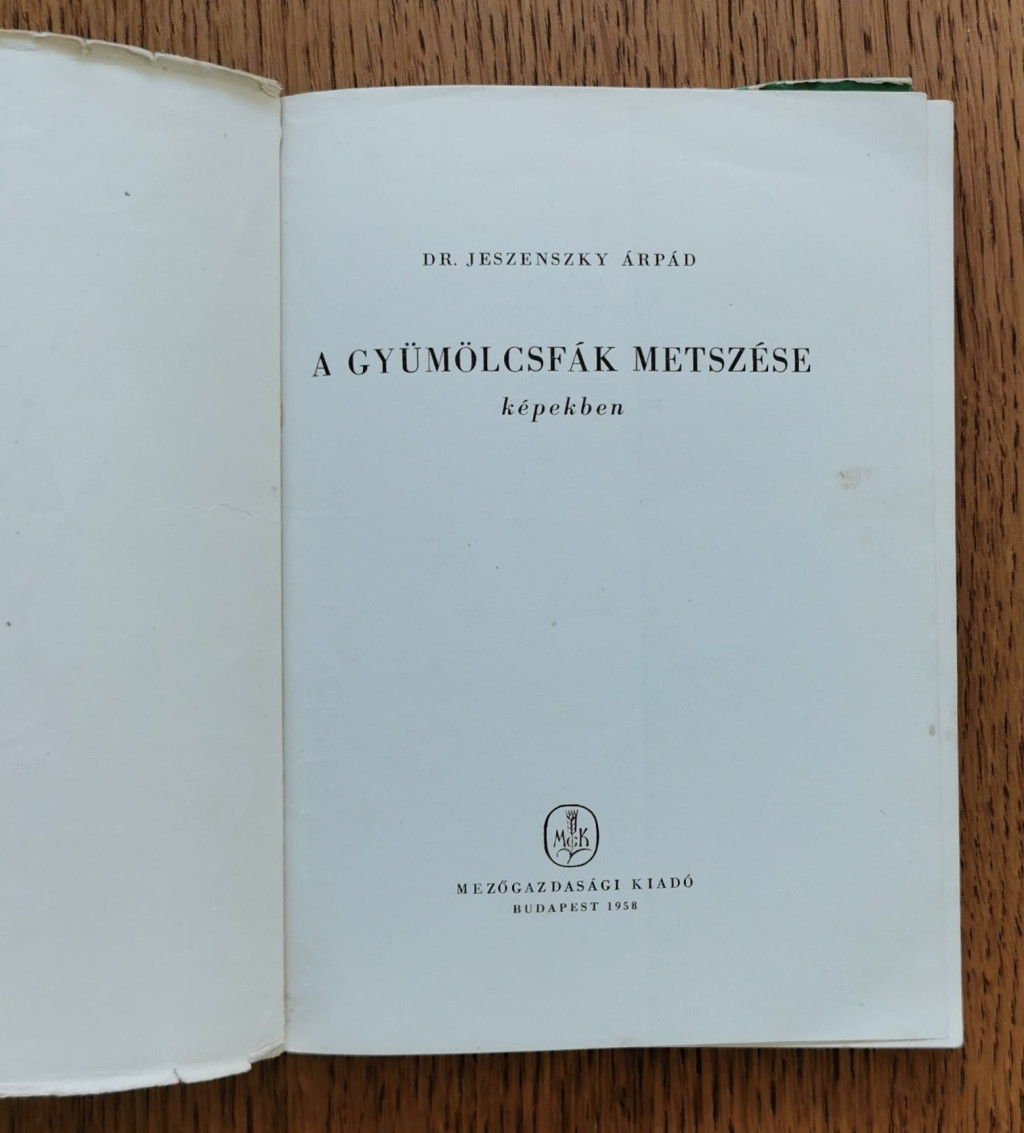 DR. JESZENSZKY ÁRPÁD
A GYÜMÖLCSFÁK METSZÉSE
képekben
MGK
MEZŐGAZDASÁGI KIADÓ
BUDAPEST 1958